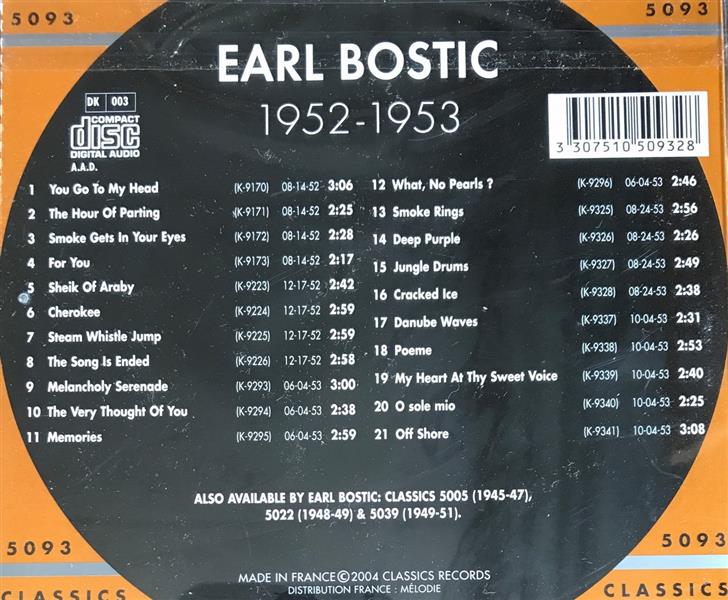 5093
5093
EARL BOSTIC
1952-1953
DK 003
COMPACT
disc
DIGITAL AUDIO
A.A.D.
3 307510 509328
1 You Go To My Head (K-9170) 08-14-52 3:06
2 The Hour Of Parting (K-9171) 08-14-52 2:25
3 Smoke Gets In Your Eyes (K-9172) 08-14-52 2:28
4 For You (K-9173) 08-14-52 2:17
5 Sheik Of Araby (K-9223) 12-17-52 2:42
6 Cherokee (K-9224) 12-17-52 2:59
7 Steam Whistle Jump (K-9225) 12-17-52 2:59
8 The Song Is Ended (K-9226) 12-17-52 2:58
9 Melancholy Serenade (K-9293) 06-04-53 3:00
10 The Very Thought Of You (K-9294) 06-04-53 2:38
11 Memories (K-9295) 06-04-53 2:59
12 What, No Pearls ? (K-9296) 06-04-53 2:46
13 Smoke Rings (K-9325) 08-24-53 2:56
14 Deep Purple (K-9326) 08-24-53 2:26
15 Jungle Drums (K-9327) 08-24-53 2:49
16 Cracked Ice (K-9328) 08-24-53 2:38
17 Danube Waves (K-9337) 10-04-53 2:31
18 Poeme (K-9338) 10-04-53 2:53
19 My Heart At Thy Sweet Voice (K-9339) 10-04-53 2:40
20 O sole mio (K-9340) 10-04-53 2:25
21 Off Shore (K-9341) 10-04-53 3:08
ALSO AVAILABLE BY EARL BOSTIC: CLASSICS 5005 (1945-47),
5022 (1948-49) & 5039 (1949-51).
5093
5093
MADE IN FRANCE©2004 CLASSICS RECORDS
DISTRIBUTION FRANCE : MÉLODIE
CLASSICS
CLASSICS